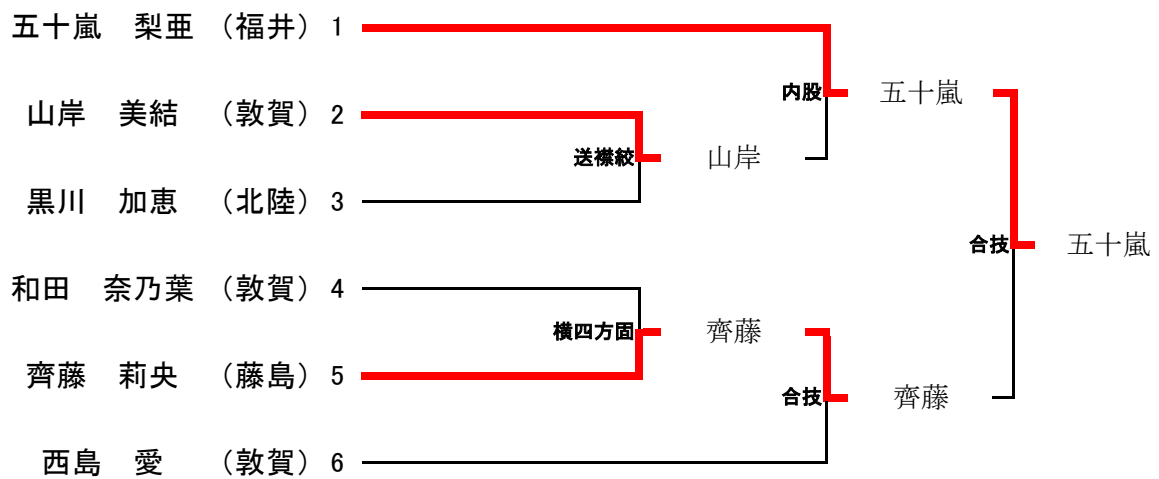 五十嵐　梨亜　（福井） 1
内股　五十嵐
山岸　美結　（敦賀） 2
送襟絞　山岸
黒川　加恵　（北陸） 3
合技　五十嵐
和田　奈乃葉　（敦賀） 4
横四方固　齊藤
齊藤　莉央　（藤島） 5
合技　齊藤
西島　愛　（敦賀） 6